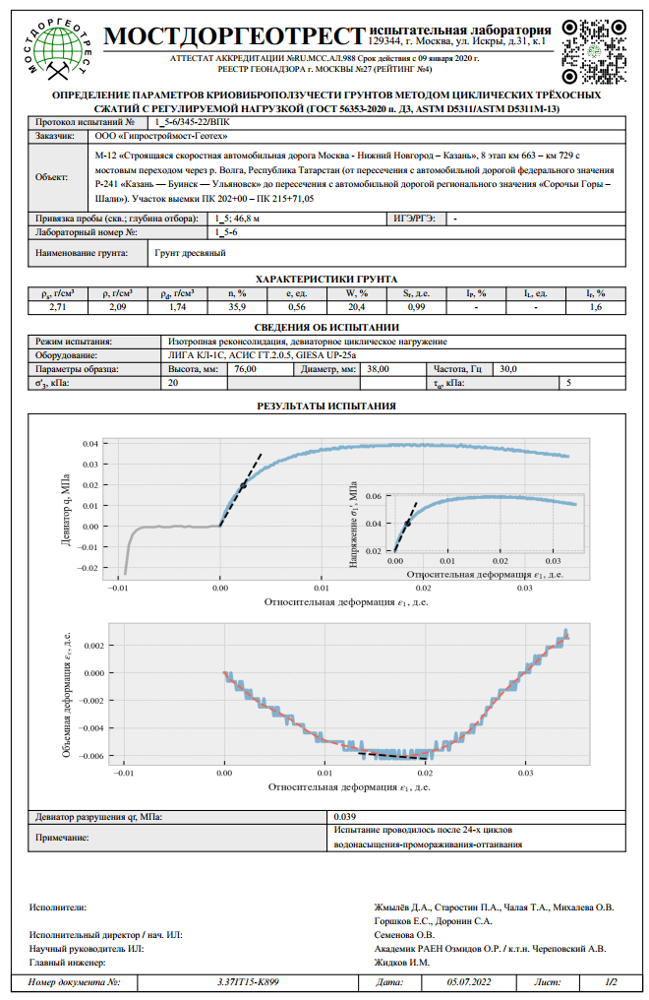 МОСТДОРГЕОТРЕСТ
МОСТДОРГЕОТРЕСТ испытательная лаборатория
129344, г. Москва, ул. Искры, д.31, к.1
АТТЕСТАТ АККРЕДИТАЦИИ №RU.МСС.АЛ.988 Срок действия с 09 января 2020 г.
РЕЕСТР ГЕОНАДЗОРА г. МОСКВЫ №27 (РЕЙТИНГ №4)
ОПРЕДЕЛЕНИЕ ПАРАМЕТРОВ КРИОВИБРОПОЛЗУЧЕСТИ ГРУНТОВ МЕТОДОМ ЦИКЛИЧЕСКИХ ТРЁХОСНЫХ
СЖАТИЙ С РЕГУЛИРУЕМОЙ НАГРУЗКОЙ (ГОСТ 56353-2020 п. Д3, ASTM D5311/ASTM D5311M-13)
Протокол испытаний № 1_5-6/345-22/ВПК
Заказчик: ООО «Гипростроймост-Геотех»
Объект: М-12 «Строящаяся скоростная автомобильная дорога Москва - Нижний Новгород – Казань», 8 этап км 663 – км 729 с
мостовым переходом через р. Волга, Республика Татарстан (от пересечения с автомобильной дорогой федерального значения
Р-241 «Казань — Буинск — Ульяновск» до пересечения с автомобильной дорогой регионального значения «Сорочьи Горы –
Шали»). Участок выемки ПК 202+00 – ПК 215+71,05
Привязка пробы (скв.; глубина отбора): 1_5; 46,8 м ИГЭ/РГЭ: -
Лабораторный номер №: 1_5-6
Наименование грунта: Грунт дресвяный
ХАРАКТЕРИСТИКИ ГРУНТА
ρs, г/см³ ρ, г/см³ ρd, г/см³ n, % e, ед. W, % Sr, д.е. IP, % IL, ед. Ir, %
2,71 2,09 1,74 35,9 0,56 20,4 0,99 - - 1,6
СВЕДЕНИЯ ОБ ИСПЫТАНИИ
Режим испытания: Изотропная реконсолидация, девиаторное циклическое нагружение
Оборудование: ЛИГА КЛ-1С, АСИС ГТ.2.0.5, GIESA UP-25a
Параметры образца: Высота, мм: 76,00 Диаметр, мм: 38,00 Частота, Гц 30,0
σ'3, кПа: 20 τα, кПа: 5
РЕЗУЛЬТАТЫ ИСПЫТАНИЯ
Девиатор q, МПа
0.04
0.03
0.02
0.01
0.00
−0.01
−0.02
−0.01 0.00 0.01 0.02 0.03
Относительная деформация ε1, д.е.
Напряжение σ1', МПа
0.06
0.04
0.02
0.00 0.01 0.02 0.03
Относительная деформация ε1, д.е.
Объемная деформация εv, д.е.
0.002
0.000
−0.002
−0.004
−0.006
−0.01 0.00 0.01 0.02 0.03
Относительная деформация ε1, д.е.
Девиатор разрушения qf, МПа: 0.039
Примечание: Испытание проводилось после 24-х циклов
водонасыщения-промораживания-оттаивания
Исполнители: Жмылёв Д.А., Старостин П.А., Чалая Т.А., Михалева О.В.
Горшков Е.С., Доронин С.А.
Исполнительный директор / нач. ИЛ: Семенова О.В.
Научный руководитель ИЛ: Академик РАЕН Озмидов О.Р. / к.т.н. Череповский А.В.
Главный инженер: Жидков И.М.
Номер документа №: 3.37IT15-K899 Дата: 05.07.2022 Лист: 1/2